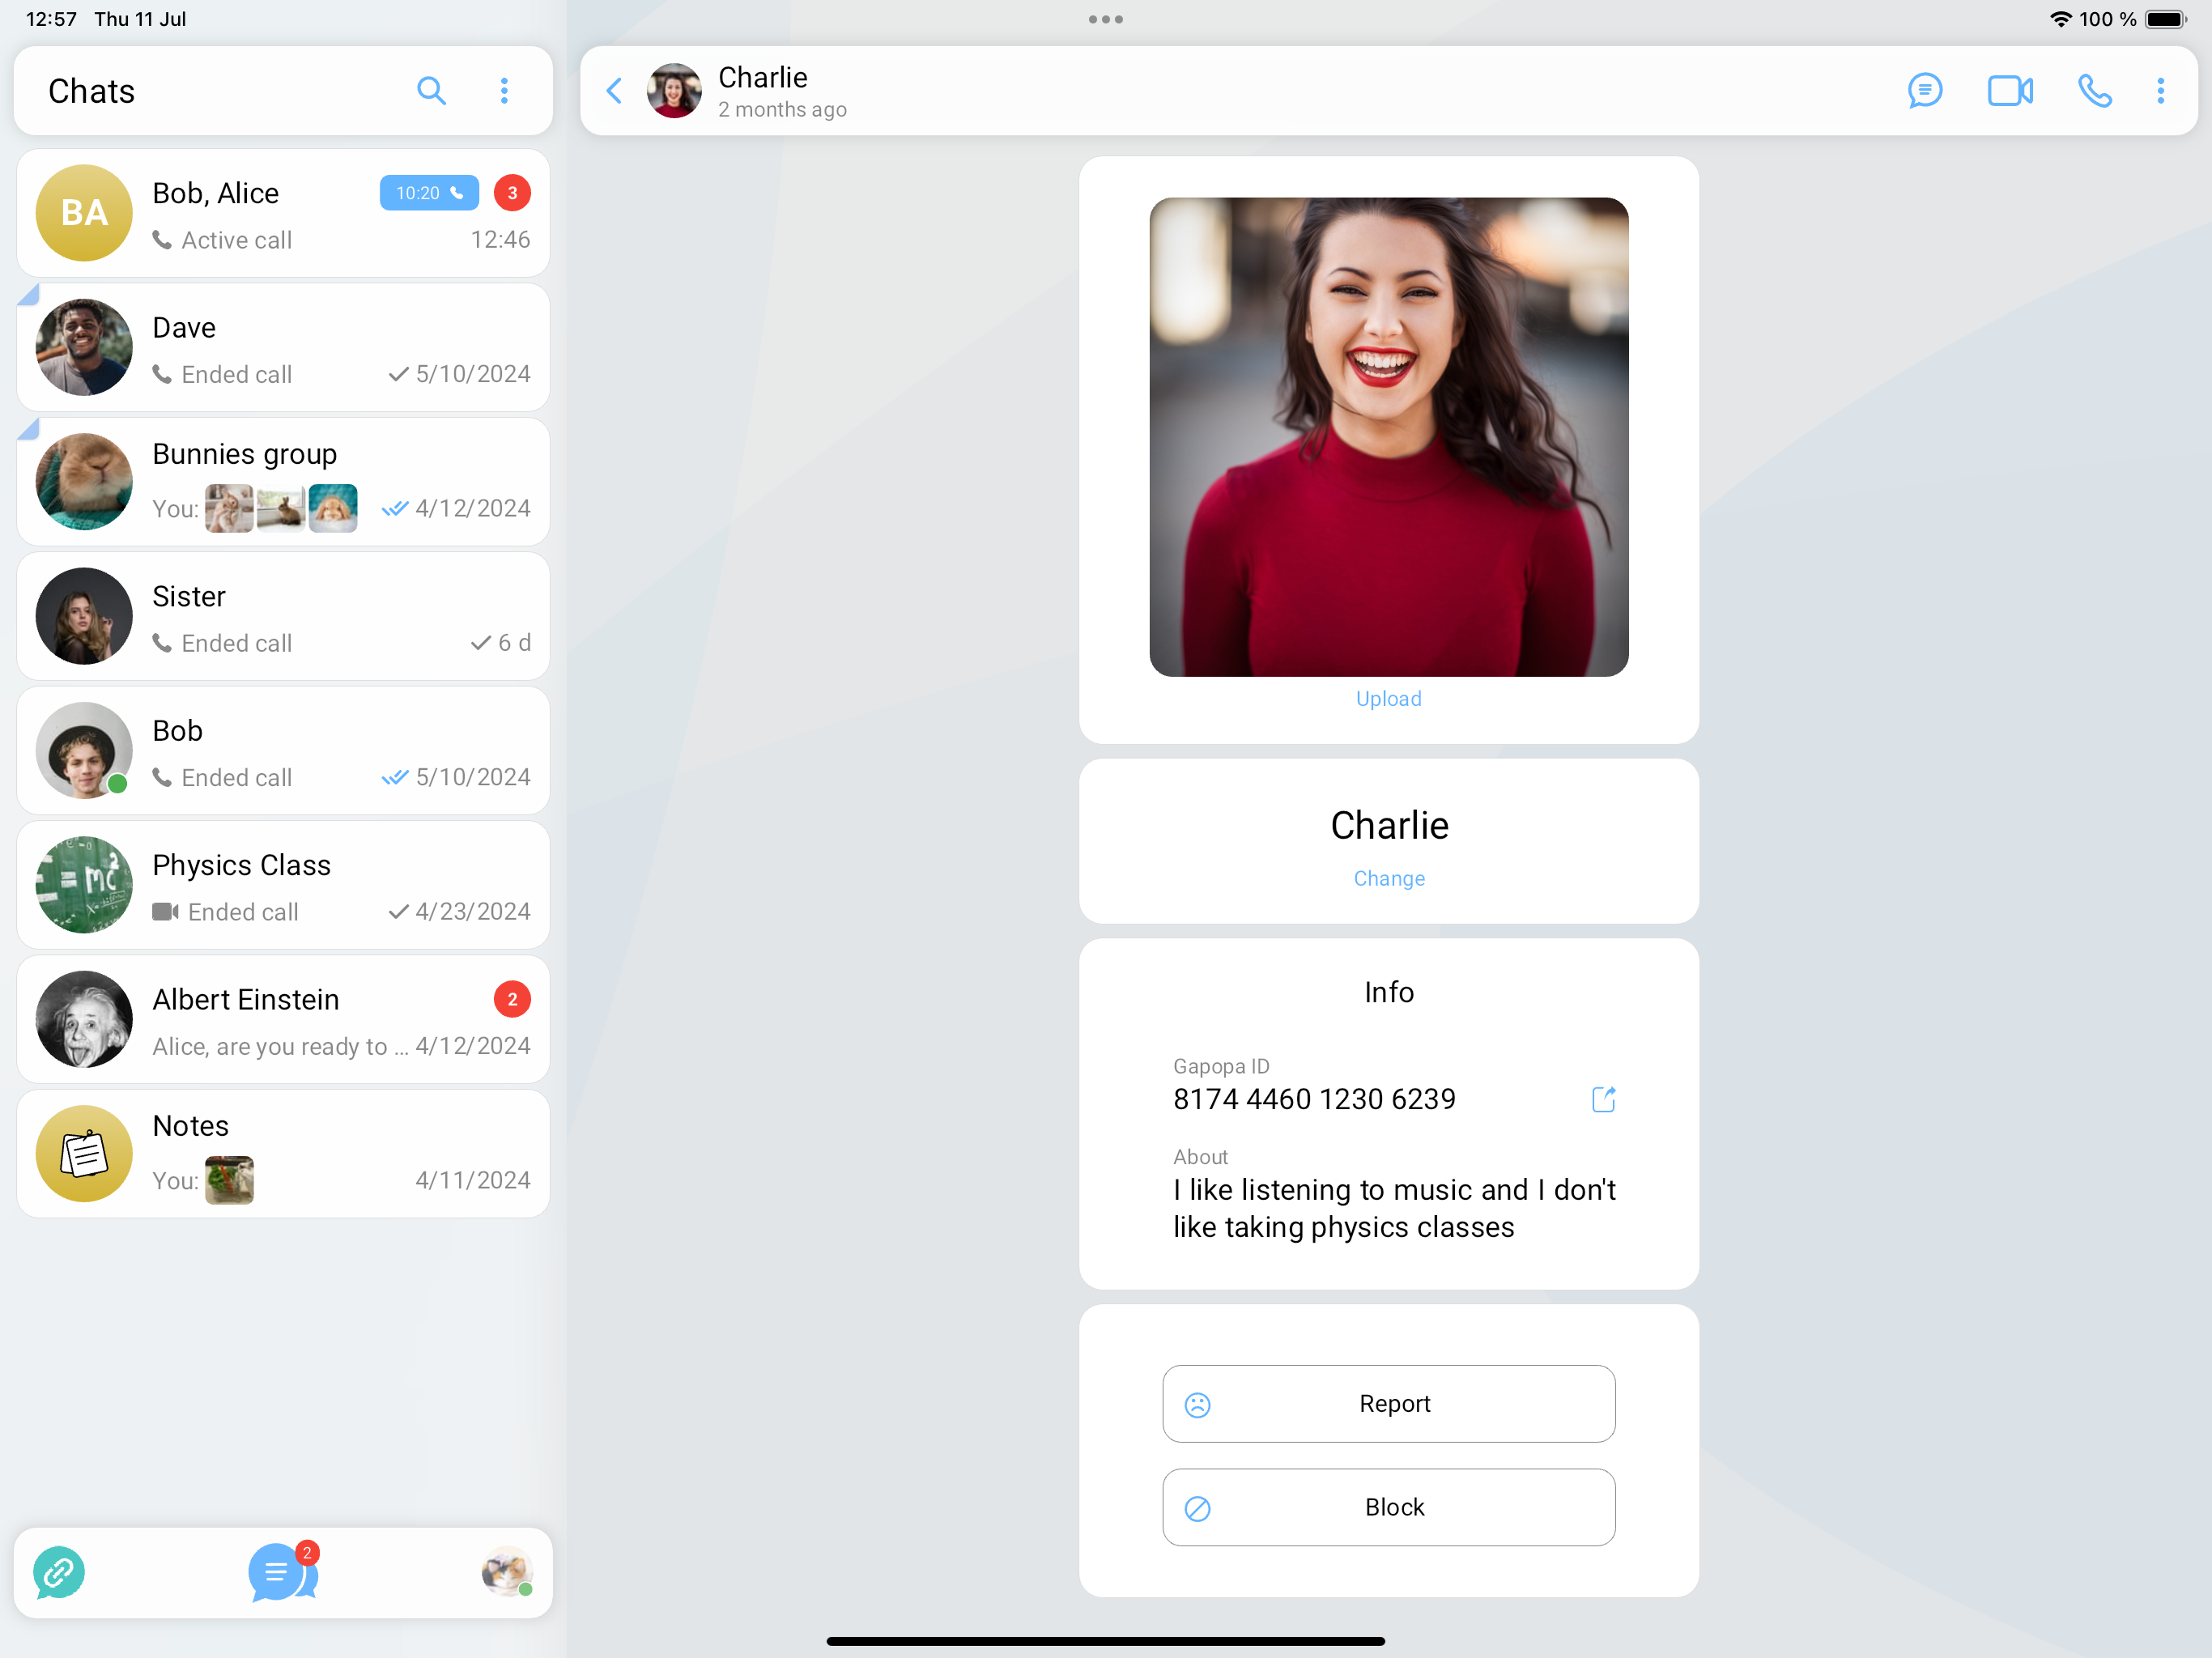 12:57 Thu 11 Jul
100 %
Chats
Bob, Alice
10:20
3
Active call
12:46
Dave
Ended call
5/10/2024
Bunnies group
You:
4/12/2024
Sister
Ended call
6 d
Bob
Ended call
5/10/2024
Physics Class
Ended call
4/23/2024
Albert Einstein
2
Alice, are you ready to ...
4/12/2024
Notes
You:
4/11/2024
BA
= mc²
2
Charlie
2 months ago
Upload
Charlie
Change
Info
Gapopa ID
8174 4460 1230 6239
About
I like listening to music and I don't
like taking physics classes
Report
Block